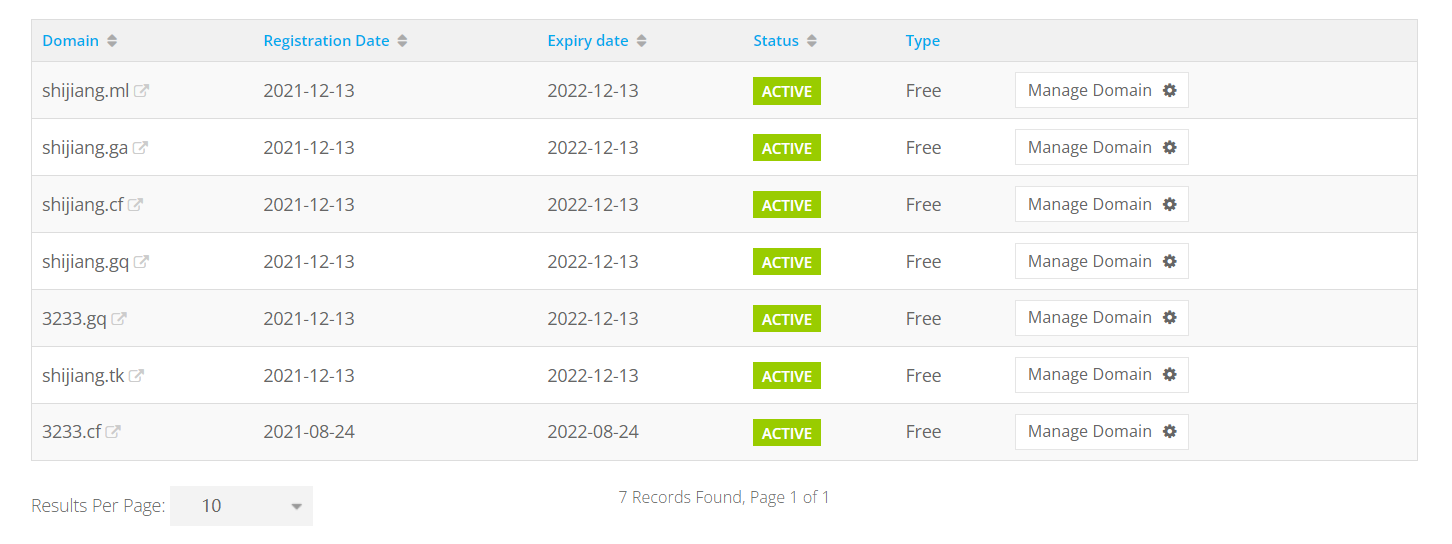 Domain Registration Date Expiry date Status Type
shijiang.ml 2021-12-13 2022-12-13 ACTIVE Free Manage Domain
shijiang.ga 2021-12-13 2022-12-13 ACTIVE Free Manage Domain
shijiang.cf 2021-12-13 2022-12-13 ACTIVE Free Manage Domain
shijiang.gq 2021-12-13 2022-12-13 ACTIVE Free Manage Domain
3233.gq 2021-12-13 2022-12-13 ACTIVE Free Manage Domain
shijiang.tk 2021-12-13 2022-12-13 ACTIVE Free Manage Domain
3233.cf 2021-08-24 2022-08-24 ACTIVE Free Manage Domain
Results Per Page: 10 7 Records Found, Page 1 of 1